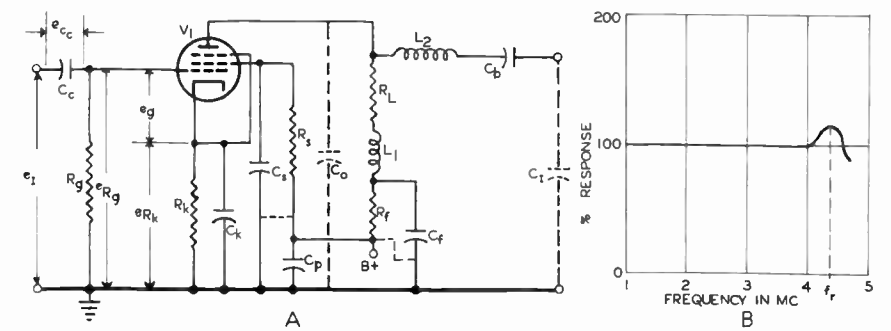 e_cc
V₁
C_c
e_g
e_I
R_g
e_Rg
e_Rk
R_k
C_k
C_s
R_s
C_p
C_o
L₂
C_b
R_L
L₁
R_f
C_f
B+
C_I
A
200
100
0
% RESPONSE
1
2
3
4
5
f_r
FREQUENCY IN MC
B